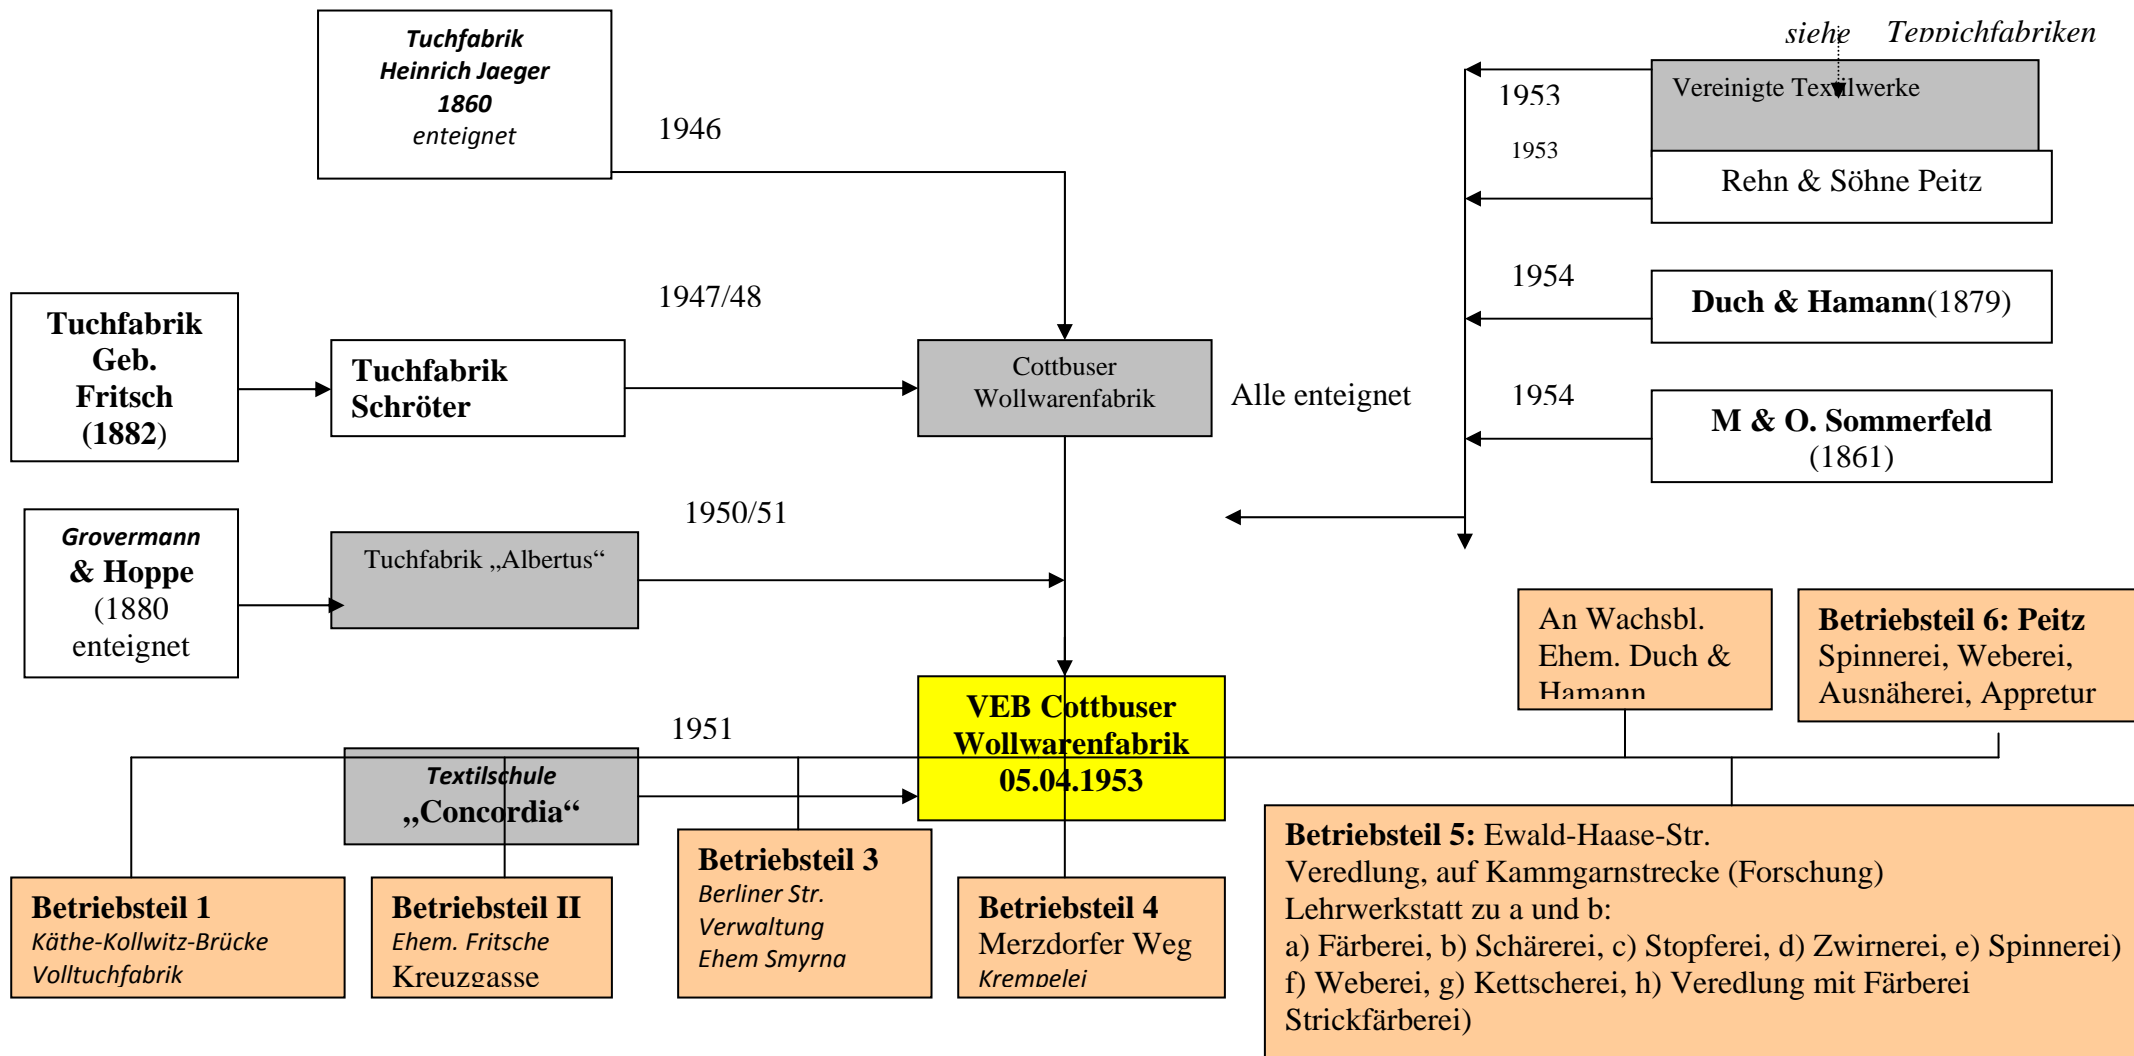 Tuchfabrik
Heinrich Jaeger
1860
enteignet
1946
siehe Teppichfabriken
Vereinigte Textilwerke
1953
1953
Rehn & Söhne Peitz
1954
Duch & Hamann(1879)
1954
M & O. Sommerfeld
(1861)
Alle enteignet
1947/48
Tuchfabrik
Geb.
Fritsch
(1882)
Tuchfabrik
Schröter
Cottbuser
Wollwarenfabrik
1950/51
Grovermann
& Hoppe
(1880
enteignet
Tuchfabrik „Albertus“
An Wachsbl.
Ehem. Duch &
Hamann
Betriebsteil 6: Peitz
Spinnerei, Weberei,
Ausnäherei, Appretur
VEB Cottbuser
Wollwarenfabrik
05.04.1953
1951
Textilschule
„Concordia“
Betriebsteil 1
Käthe-Kollwitz-Brücke
Volltuchfabrik
Betriebsteil II
Ehem. Fritsche
Kreuzgasse
Betriebsteil 3
Berliner Str.
Verwaltung
Ehem Smyrna
Betriebsteil 4
Merzdorfer Weg
Krempelei
Betriebsteil 5: Ewald-Haase-Str.
Veredlung, auf Kammgarnstrecke (Forschung)
Lehrwerkstatt zu a und b:
a) Färberei, b) Schärerei, c) Stopferei, d) Zwirnerei, e) Spinnerei)
f) Weberei, g) Kettscherei, h) Veredlung mit Färberei
Strickfärberei)